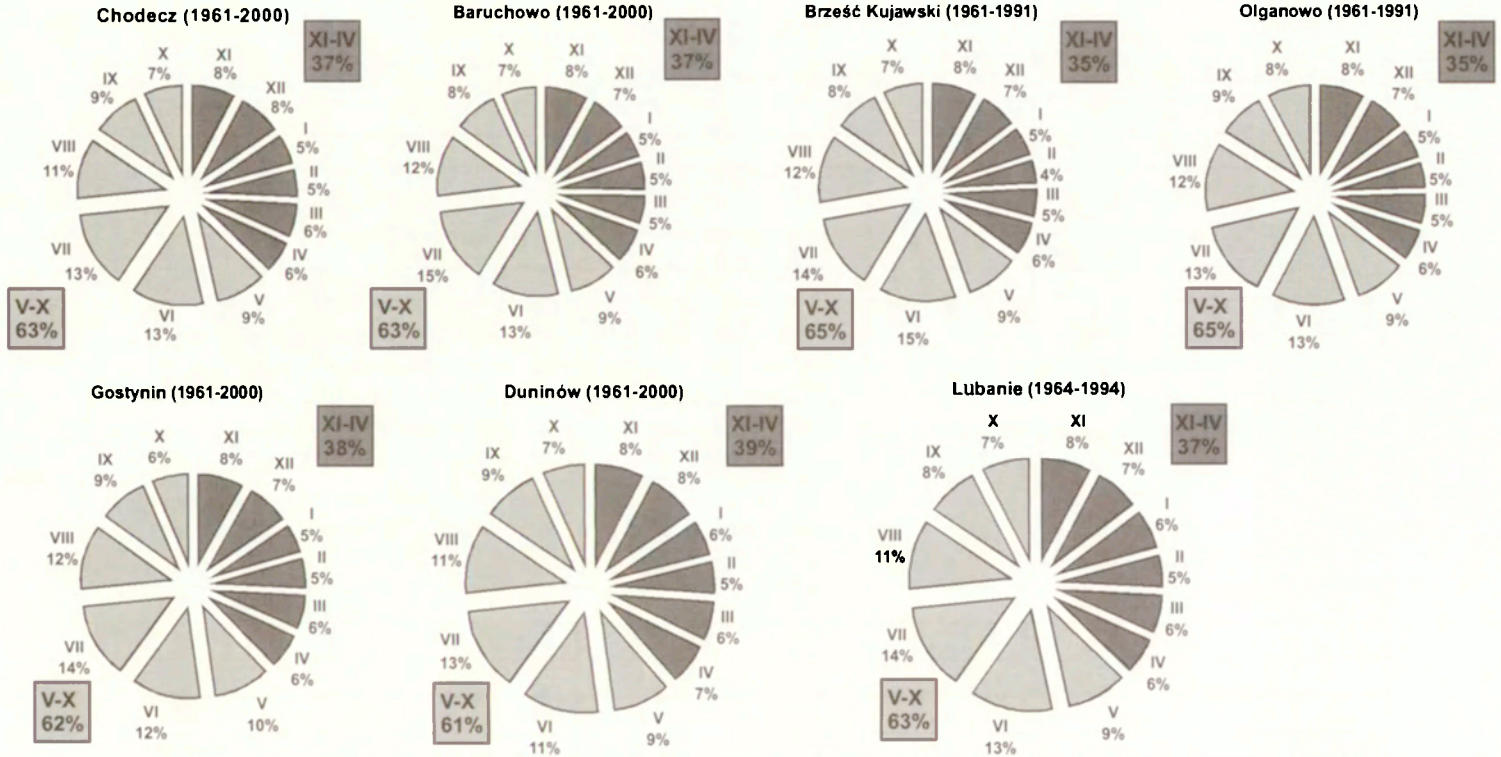 Chodecz (1961-2000)
XI-IV
37%
X
7%
XI
8%
XII
8%
I
5%
II
5%
III
6%
IV
6%
V
9%
VI
13%
VII
13%
VIII
11%
IX
9%
V-X
63%
Baruchowo (1961-2000)
XI-IV
37%
X
7%
XI
8%
XII
7%
I
5%
II
5%
III
5%
IV
6%
V
9%
VI
13%
VII
15%
VIII
12%
IX
8%
V-X
63%
Brześć Kujawski (1961-1991)
XI-IV
35%
X
7%
XI
8%
XII
7%
I
5%
II
4%
III
5%
IV
6%
V
9%
VI
15%
VII
14%
VIII
12%
IX
8%
V-X
65%
Olganowo (1961-1991)
XI-IV
35%
X
8%
XI
8%
XII
7%
I
5%
II
5%
III
5%
IV
6%
V
9%
VI
13%
VII
13%
VIII
12%
IX
9%
V-X
65%
Gostynin (1961-2000)
XI-IV
38%
X
6%
XI
8%
XII
7%
I
5%
II
5%
III
6%
IV
6%
V
10%
VI
12%
VII
14%
VIII
12%
IX
9%
V-X
62%
Duninów (1961-2000)
XI-IV
39%
X
7%
XI
8%
XII
8%
I
6%
II
5%
III
6%
IV
7%
V
9%
VI
11%
VII
13%
VIII
11%
IX
9%
V-X
61%
Lubanie (1964-1994)
XI-IV
37%
X
7%
XI
8%
XII
7%
I
6%
II
5%
III
6%
IV
6%
V
9%
VI
13%
VII
14%
VIII
11%
IX
8%
V-X
63%